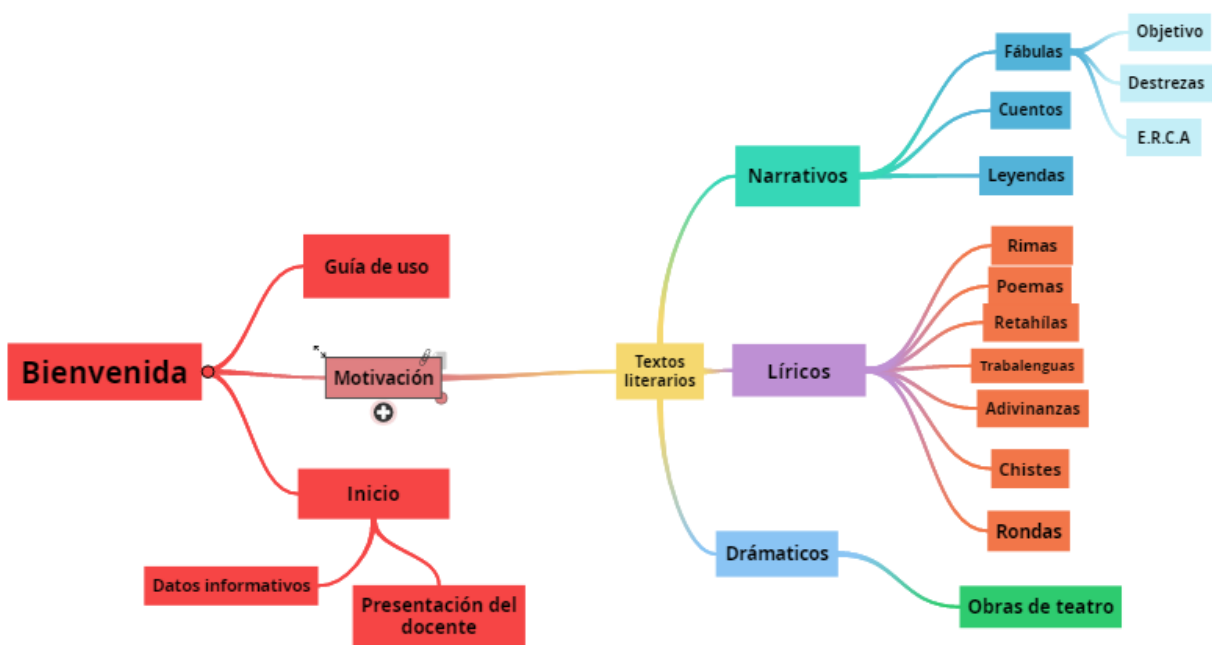 Bienvenida
Guía de uso
Motivación
Inicio
Datos informativos
Presentación del
docente
Textos
literarios
Narrativos
Fábulas
Objetivo
Destrezas
E.R.C.A
Cuentos
Leyendas
Líricos
Rimas
Poemas
Retahílas
Trabalenguas
Adivinanzas
Chistes
Rondas
Drámaticos
Obras de teatro